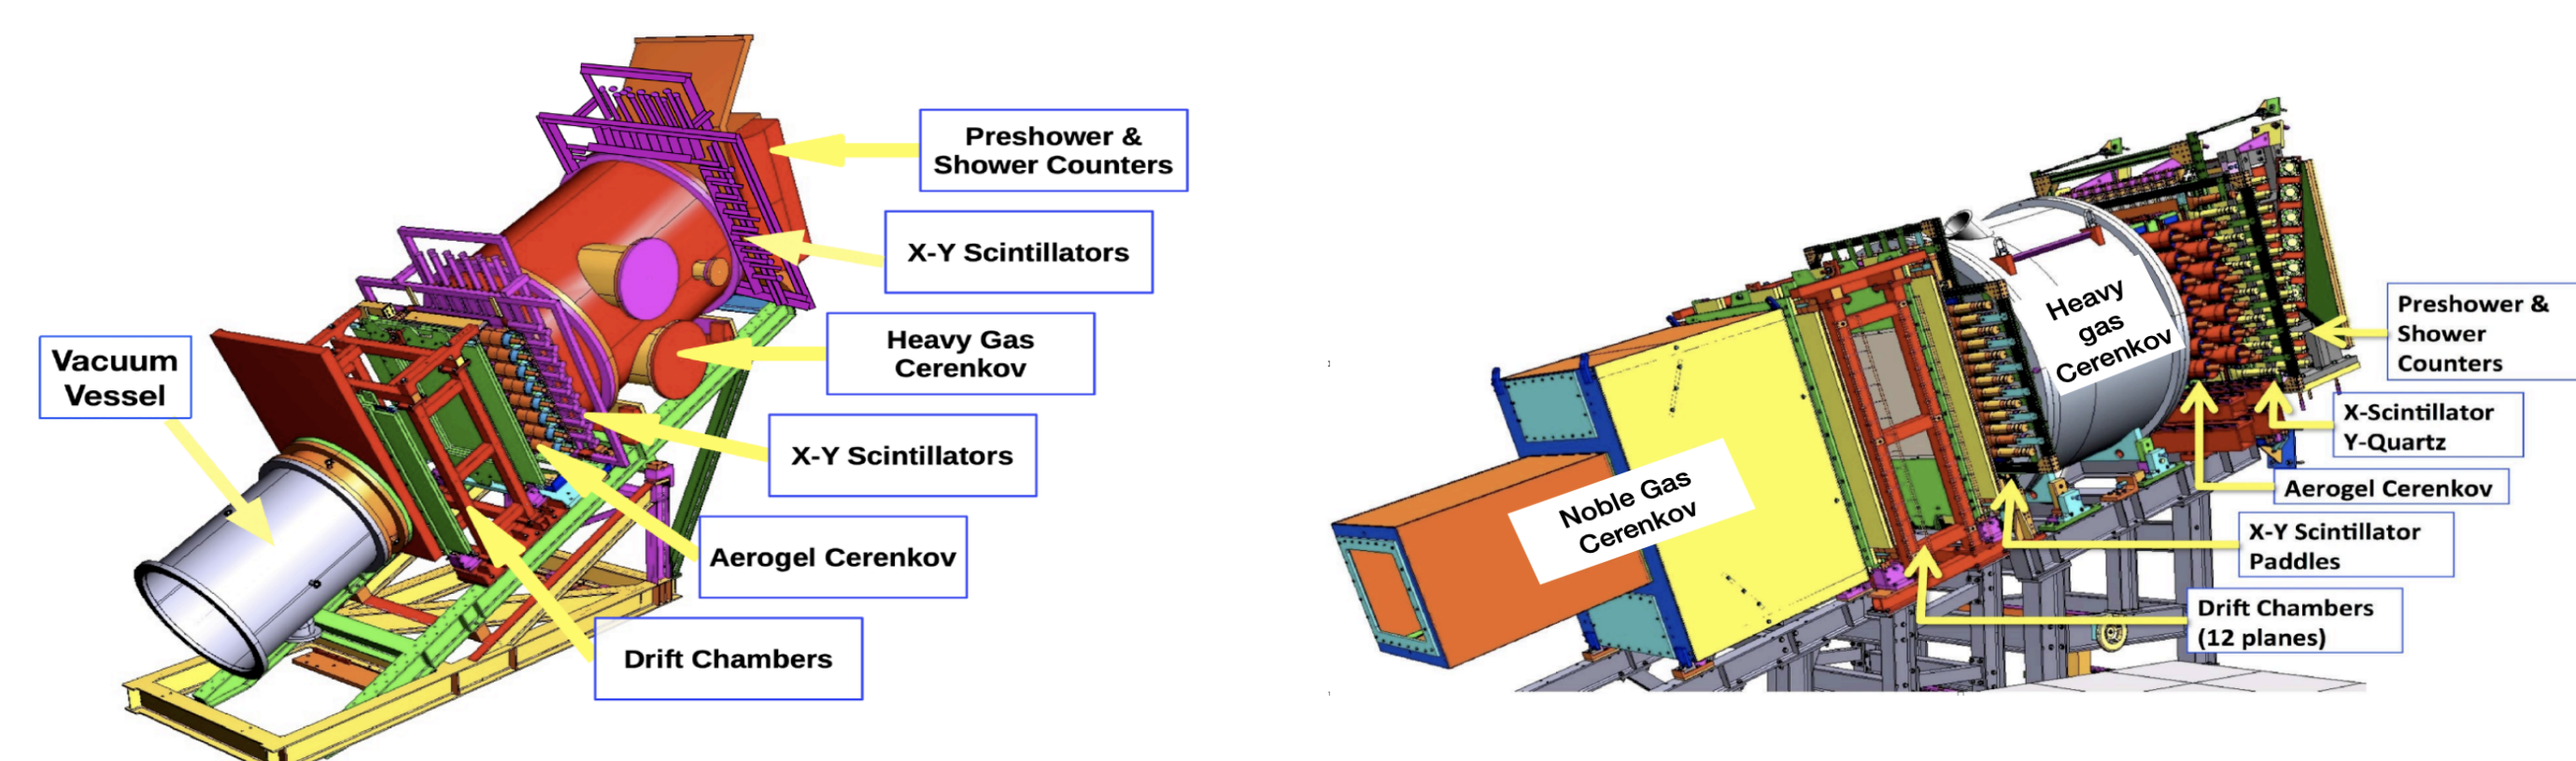 Preshower &
Shower Counters
X-Y Scintillators
Heavy Gas
Cerenkov
Vacuum
Vessel
X-Y Scintillators
Aerogel Cerenkov
Drift Chambers
Heavy
gas
Cerenkov
Noble Gas
Cerenkov
Preshower &
Shower
Counters
X-Scintillator
Y-Quartz
Aerogel Cerenkov
X-Y Scintillator
Paddles
Drift Chambers
(12 planes)